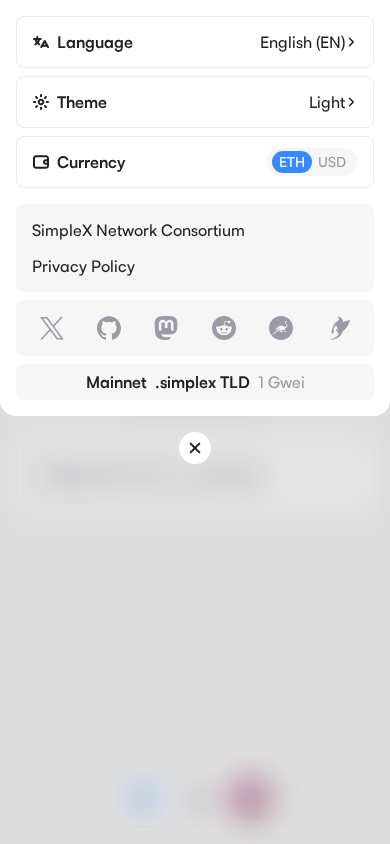 Language English (EN)
Theme Light
Currency ETH USD
SimpleX Network Consortium
Privacy Policy
Mainnet .simplex TLD 1 Gwei